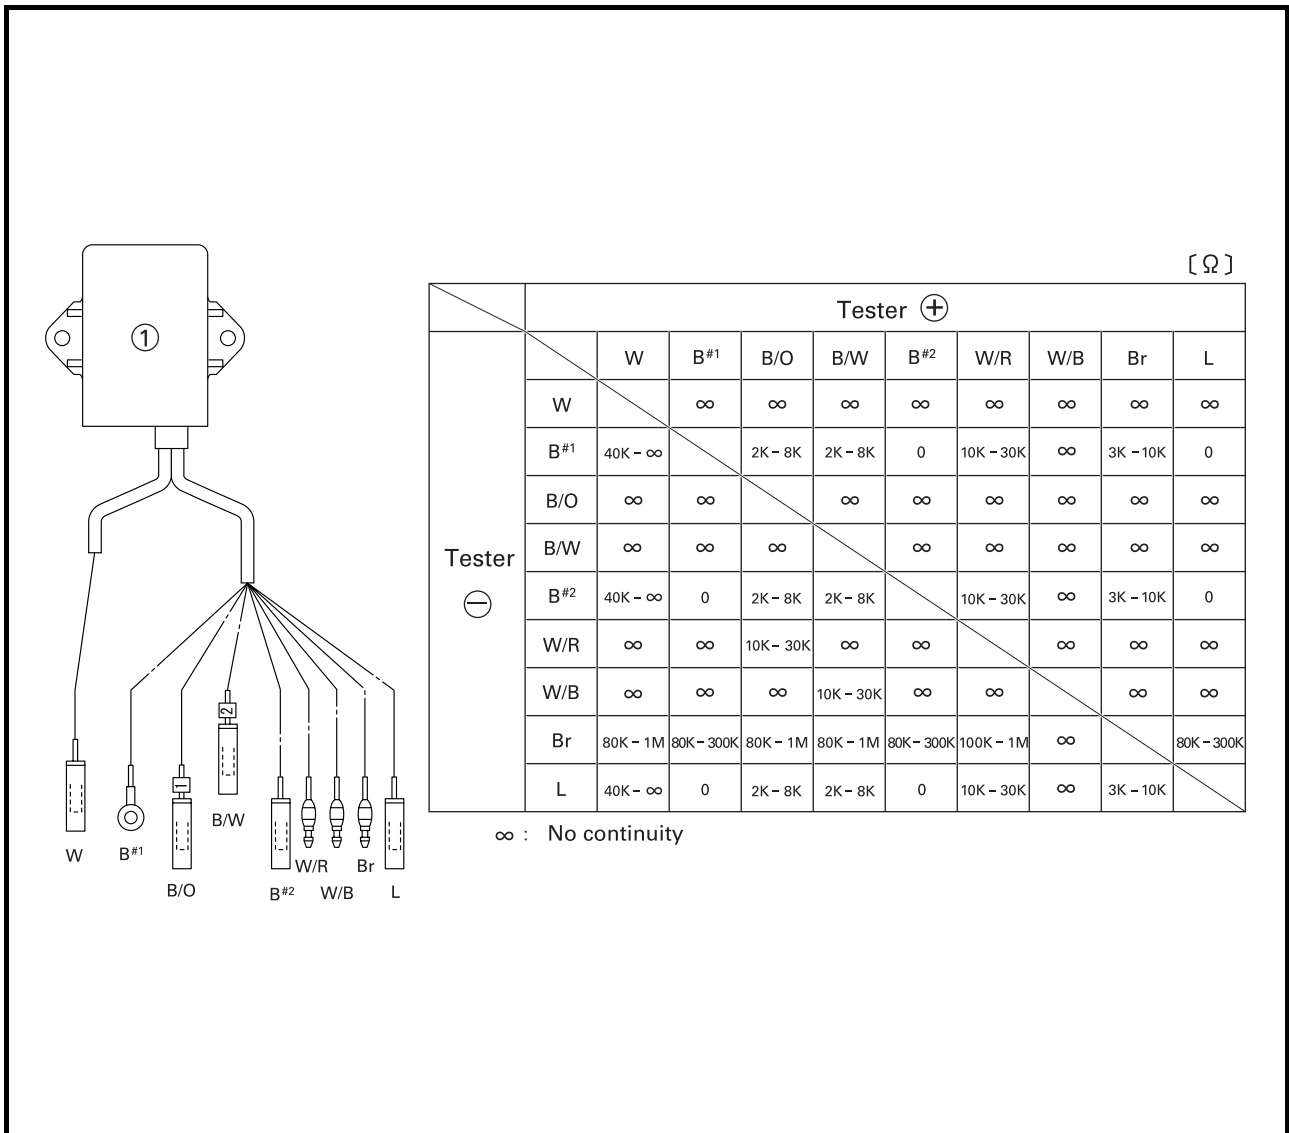 〔Ω〕
Tester ⊕
W B#1 B/O B/W B#2 W/R W/B Br L
W ∞ ∞ ∞ ∞ ∞ ∞ ∞ ∞
B#1 40K – ∞ 2K – 8K 2K – 8K 0 10K – 30K ∞ 3K – 10K 0
B/O ∞ ∞ ∞ ∞ ∞ ∞ ∞ ∞
B/W ∞ ∞ ∞ ∞ ∞ ∞ ∞ ∞
Tester ⊖
B#2 40K – ∞ 0 2K – 8K 2K – 8K 10K – 30K ∞ 3K – 10K 0
W/R ∞ ∞ 10K – 30K ∞ ∞ ∞ ∞ ∞
W/B ∞ ∞ ∞ 10K – 30K ∞ ∞ ∞ ∞
Br 80K – 1M 80K – 300K 80K – 1M 80K – 1M 80K – 300K 100K – 1M ∞ 80K – 300K
L 40K – ∞ 0 2K – 8K 2K – 8K 0 10K – 30K ∞ 3K – 10K
∞ : No continuity
①
2
1
W
B#1
B/O
B/W
B#2
W/R
W/B
Br
L